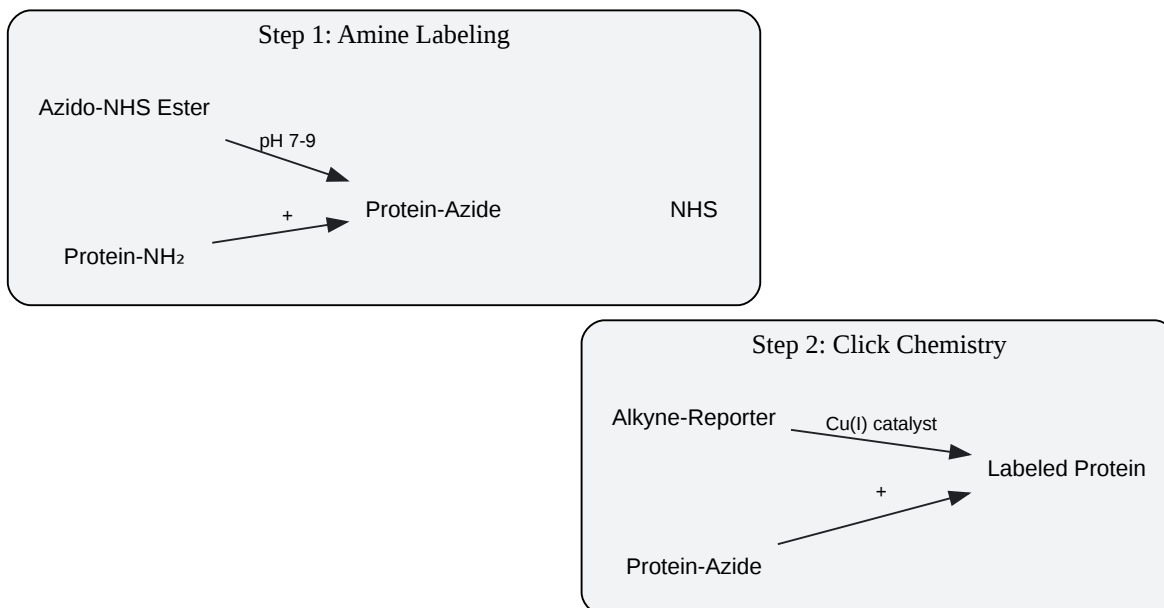 Step 1: Amine Labeling
Azido-NHS Ester
pH 7-9
Protein-Azide
NHS
+
Protein-NH₂
Step 2: Click Chemistry
Alkyne-Reporter
Cu(I) catalyst
Labeled Protein
+
Protein-Azide